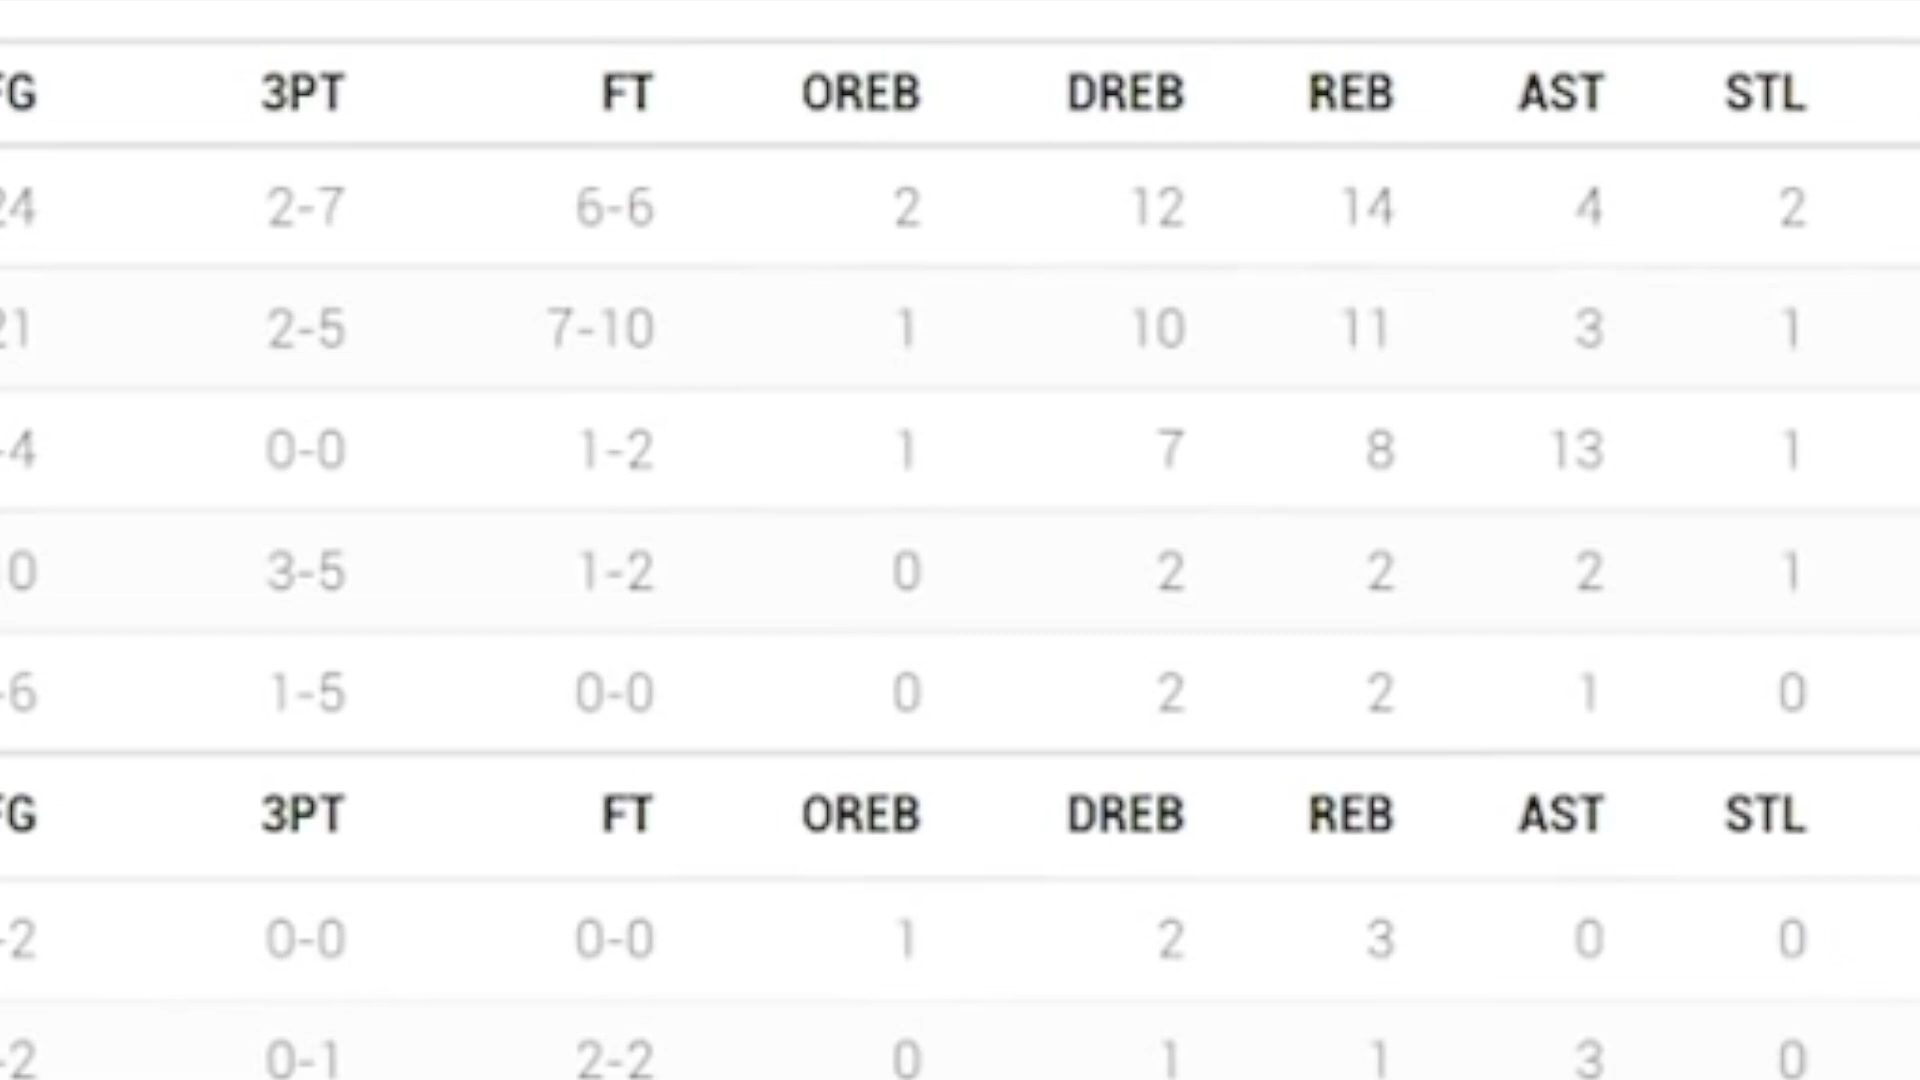 FG 3PT FT OREB DREB REB AST STL
24 2-7 6-6 2 12 14 4 2
21 2-5 7-10 1 10 11 3 1
-4 0-0 1-2 1 7 8 13 1
0 3-5 1-2 0 2 2 2 1
-6 1-5 0-0 0 2 2 1 0
FG 3PT FT OREB DREB REB AST STL
-2 0-0 0-0 1 2 3 0 0
-2 0-1 2-2 0 1 1 3 0